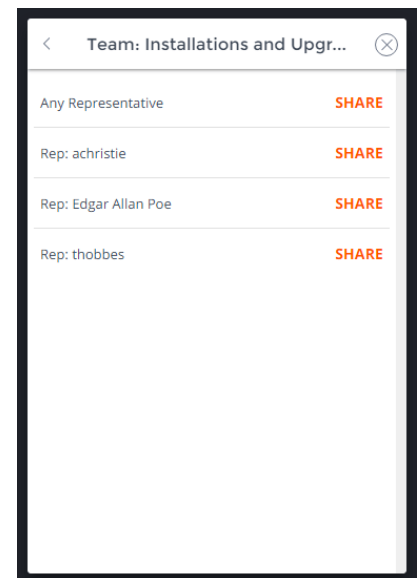 Team: Installations and Upgr...
Any Representative SHARE
Rep: achristie SHARE
Rep: Edgar Allan Poe SHARE
Rep: thobbes SHARE